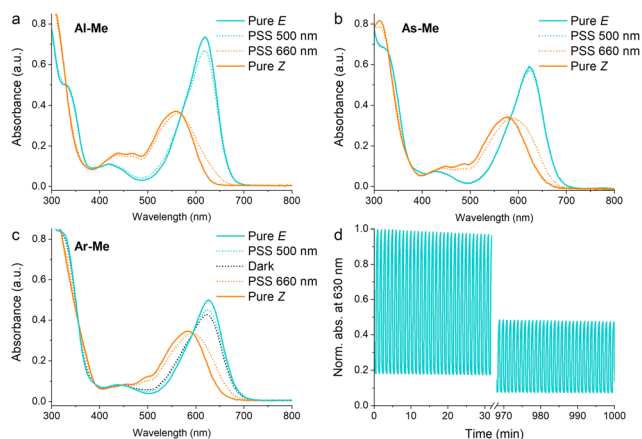 a
Al-Me
Pure E
PSS 500 nm
PSS 660 nm
Pure Z
Absorbance (a.u.)
0.8
0.6
0.4
0.2
0.0
300 400 500 600 700 800
Wavelength (nm)
b
As-Me
Pure E
PSS 500 nm
PSS 660 nm
Pure Z
Absorbance (a.u.)
0.8
0.6
0.4
0.2
0.0
300 400 500 600 700 800
Wavelength (nm)
c
Ar-Me
Pure E
PSS 500 nm
Dark
PSS 660 nm
Pure Z
Absorbance (a.u.)
0.8
0.6
0.4
0.2
0.0
300 400 500 600 700 800
Wavelength (nm)
d
Norm. abs. at 630 nm
1.0
0.8
0.6
0.4
0.2
0.0
0 10 20 30 970 980 990 1000
Time (min)